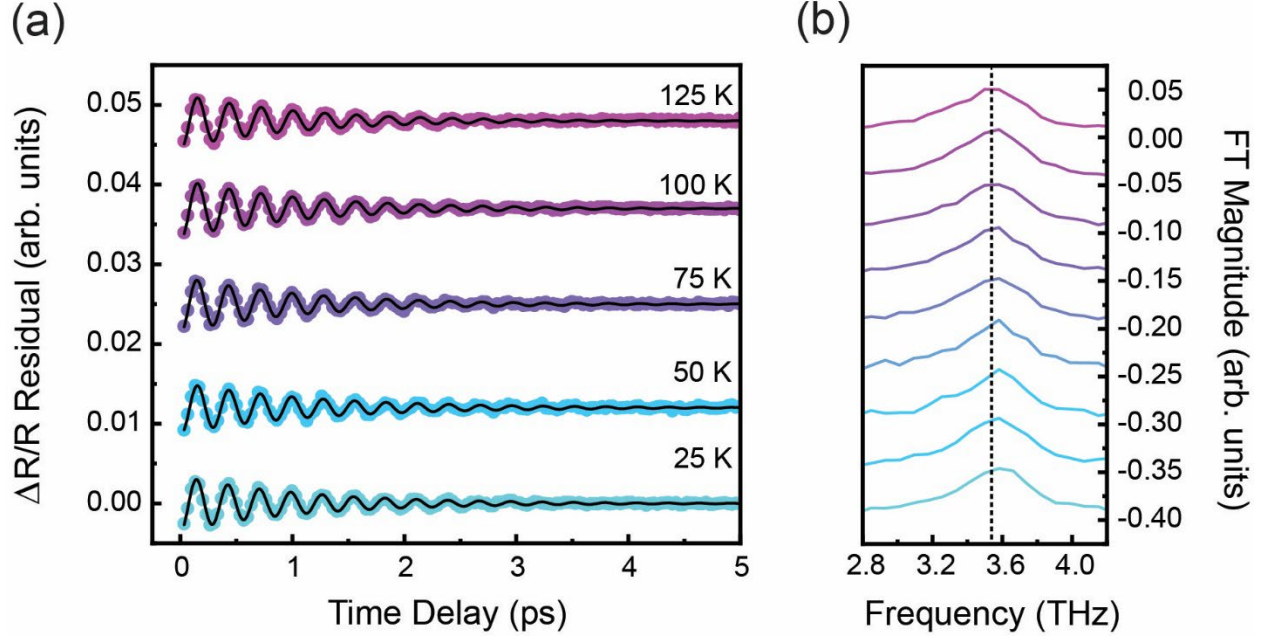 (a)
ΔR/R Residual (arb. units)
0.05
0.04
0.03
0.02
0.01
0.00
125 K
100 K
75 K
50 K
25 K
0 1 2 3 4 5
Time Delay (ps)
(b)
0.05
0.00
-0.05
-0.10
-0.15
-0.20
-0.25
-0.30
-0.35
-0.40
FT Magnitude (arb. units)
2.8 3.2 3.6 4.0
Frequency (THz)